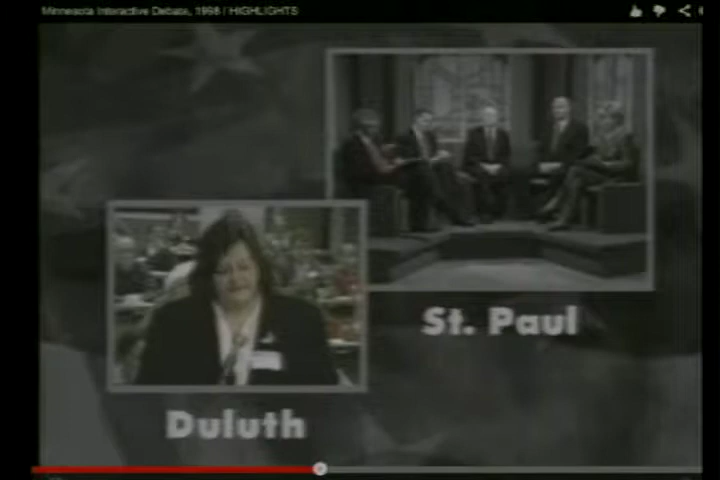 Minnesota Interactive Debate, 1998 / HIGHLIGHTS
St. Paul
Duluth